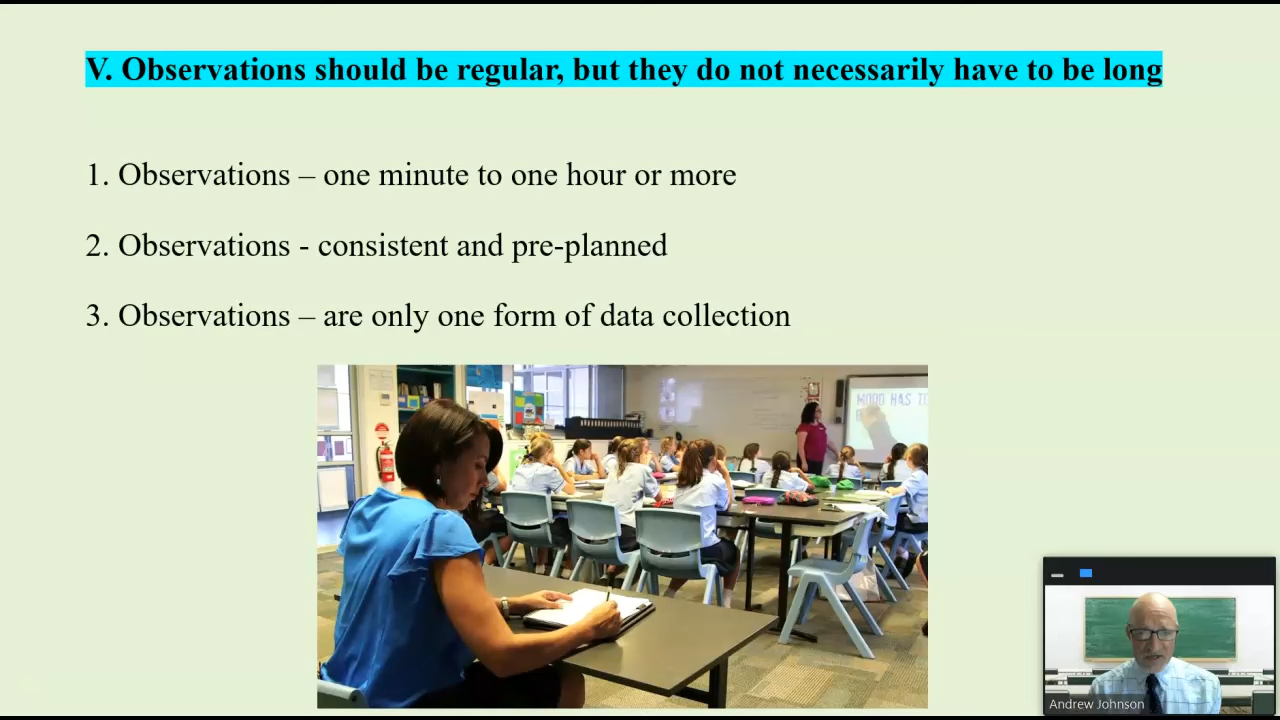 V. Observations should be regular, but they do not necessarily have to be long
1. Observations – one minute to one hour or more
2. Observations - consistent and pre-planned
3. Observations – are only one form of data collection
Andrew Johnson